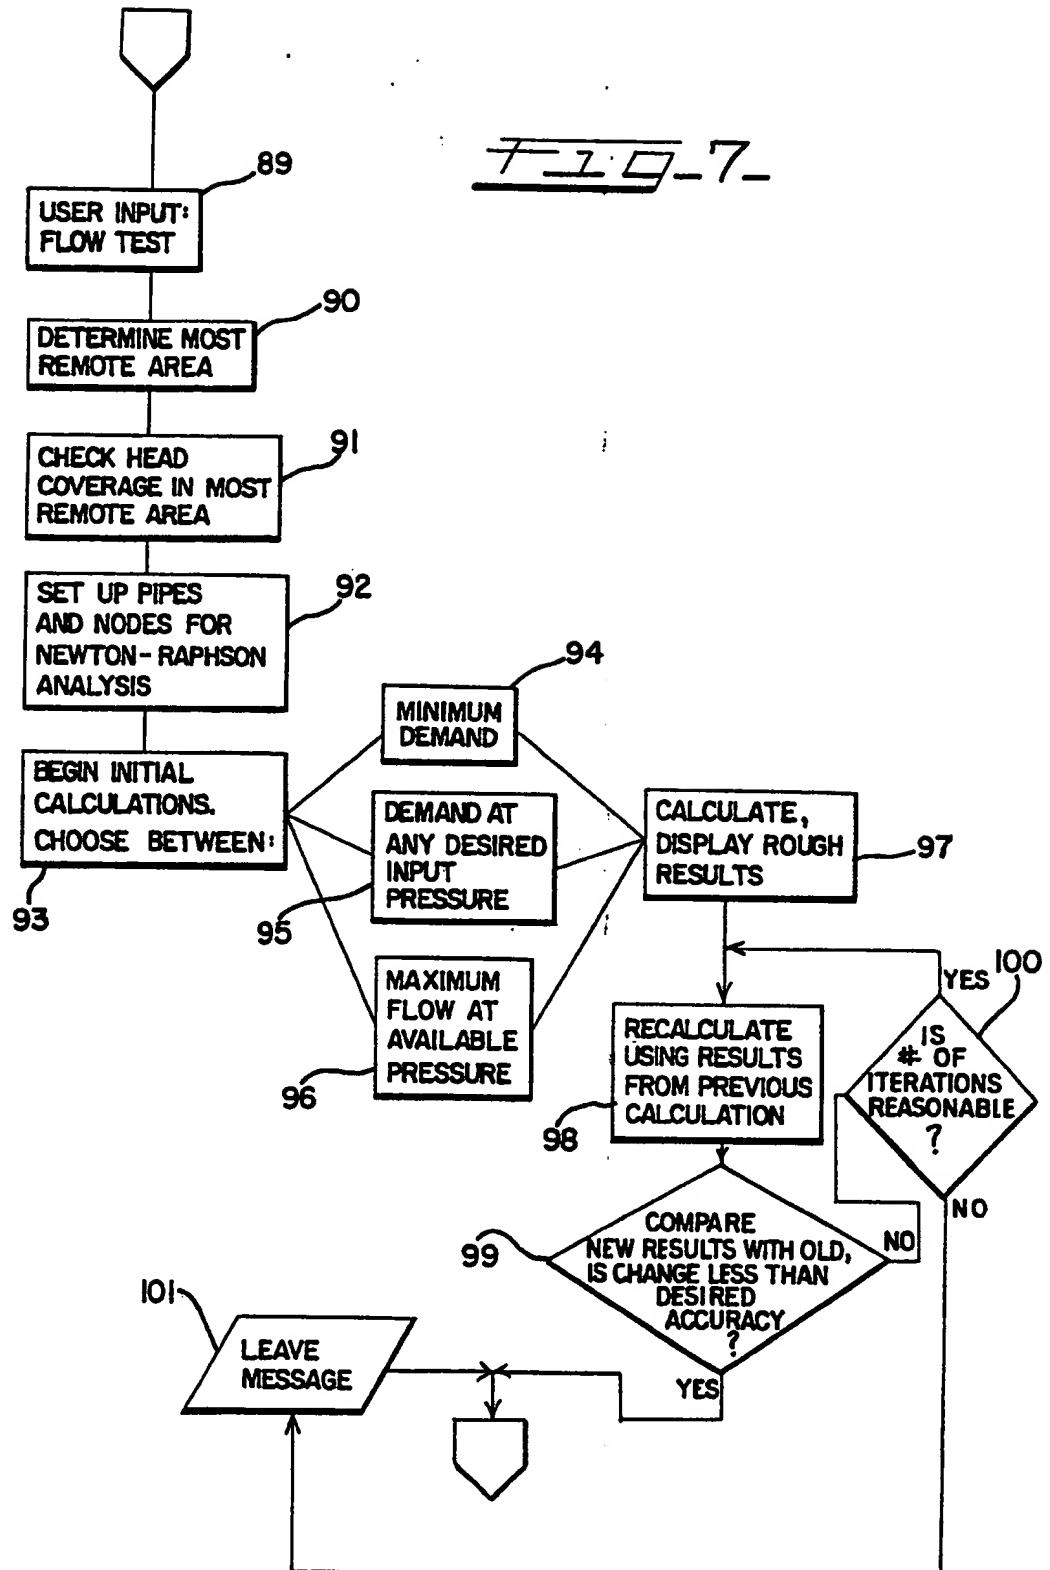 Fig_7_
89
USER INPUT:
FLOW TEST
90
DETERMINE MOST
REMOTE AREA
91
CHECK HEAD
COVERAGE IN MOST
REMOTE AREA
92
SET UP PIPES
AND NODES FOR
NEWTON-RAPHSON
ANALYSIS
93
BEGIN INITIAL
CALCULATIONS.
CHOOSE BETWEEN:
94
MINIMUM
DEMAND
95
DEMAND AT
ANY DESIRED
INPUT
PRESSURE
96
MAXIMUM
FLOW AT
AVAILABLE
PRESSURE
97
CALCULATE,
DISPLAY ROUGH
RESULTS
98
RECALCULATE
USING RESULTS
FROM PREVIOUS
CALCULATION
99
COMPARE
NEW RESULTS WITH OLD,
IS CHANGE LESS THAN
DESIRED
ACCURACY
?
NO
YES
100
YES
IS
# OF
ITERATIONS
REASONABLE
?
NO
101
LEAVE
MESSAGE